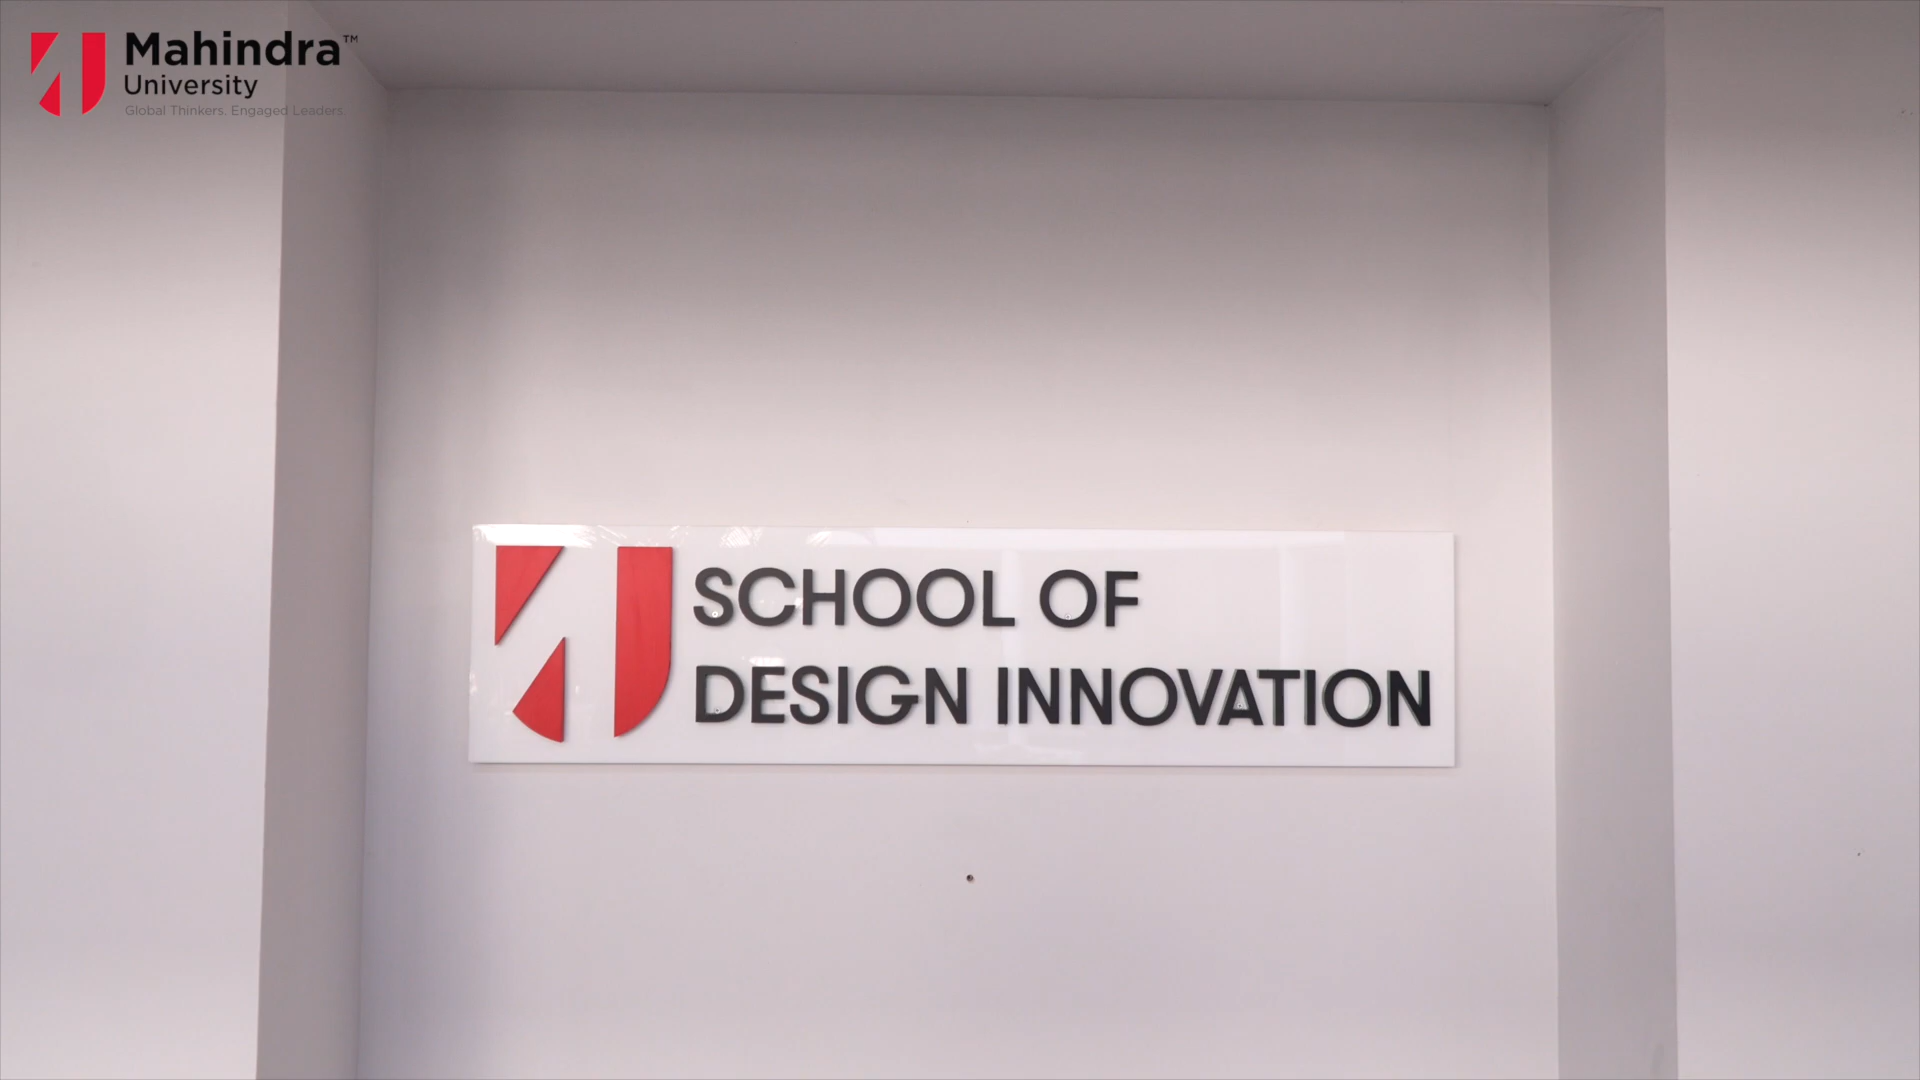 Mahindra™
University
Global Thinkers. Engaged Leaders
SCHOOL OF
DESIGN INNOVATION